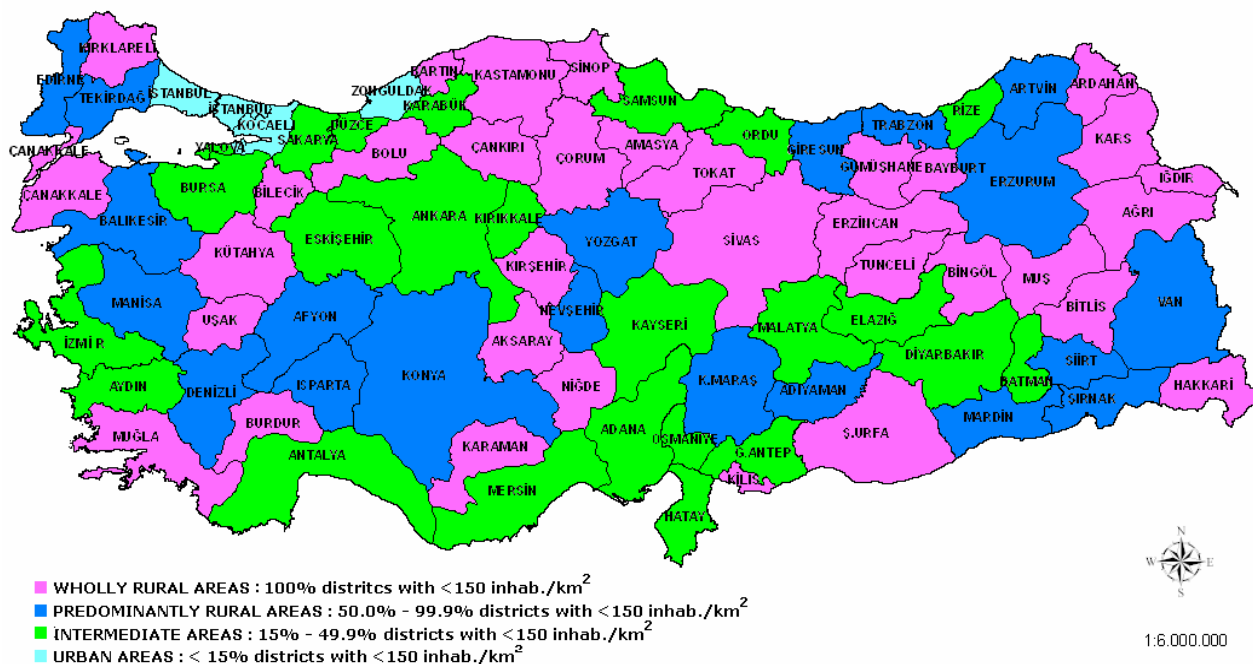 KIRKLARELİ
EDİRNE
TEKİRDAĞ
İSTANBUL
İSTANBUL
KOCAELİ
YALOVA
SAKARYA
DÜZCE
ZONGULDAK
BARTIN
KARABÜK
KASTAMONU
SİNOP
SAMSUN
ORDU
GİRESUN
TRABZON
RİZE
ARTVİN
ARDAHAN
KARS
IĞDIR
AĞRI
ERZURUM
BAYBURT
GÜMÜŞHANE
ÇANAKKALE
ÇANAKKALE
BALIKESİR
BURSA
BİLECİK
BOLU
ÇANKIRI
ÇORUM
AMASYA
TOKAT
ANKARA
KIRIKKALE
ESKİŞEHİR
KÜTAHYA
YOZGAT
SİVAS
ERZİNCAN
TUNCELİ
BİNGÖL
MUŞ
BİTLİS
VAN
KIRŞEHİR
NEVŞEHİR
KAYSERİ
MALATYA
ELAZIĞ
DİYARBAKIR
BATMAN
SİİRT
ŞIRNAK
HAKKARİ
MARDİN
MANİSA
UŞAK
AFYON
İZMİR
AYDIN
DENİZLİ
ISPARTA
KONYA
AKSARAY
NİĞDE
K.MARAŞ
ADIYAMAN
Ş.URFA
MUĞLA
BURDUR
ANTALYA
KARAMAN
MERSİN
ADANA
OSMANİYE
G.ANTEP
KİLİS
HATAY
N
W E
S
WHOLLY RURAL AREAS : 100% distritcs with <150 inhab./km²
PREDOMINANTLY RURAL AREAS : 50.0% - 99.9% districts with <150 inhab./km²
INTERMEDIATE AREAS : 15% - 49.9% districts with <150 inhab./km²
URBAN AREAS : < 15% districts with <150 inhab./km²
1:6.000.000